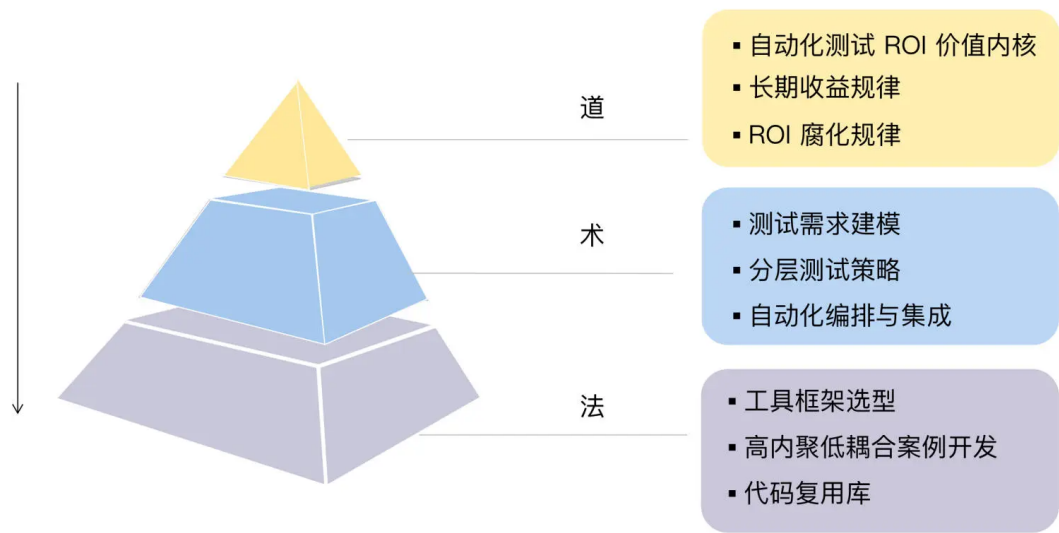 道
▪ 自动化测试 ROI 价值内核
▪ 长期收益规律
▪ ROI 腐化规律
术
▪ 测试需求建模
▪ 分层测试策略
▪ 自动化编排与集成
法
▪ 工具框架选型
▪ 高内聚低耦合案例开发
▪ 代码复用库